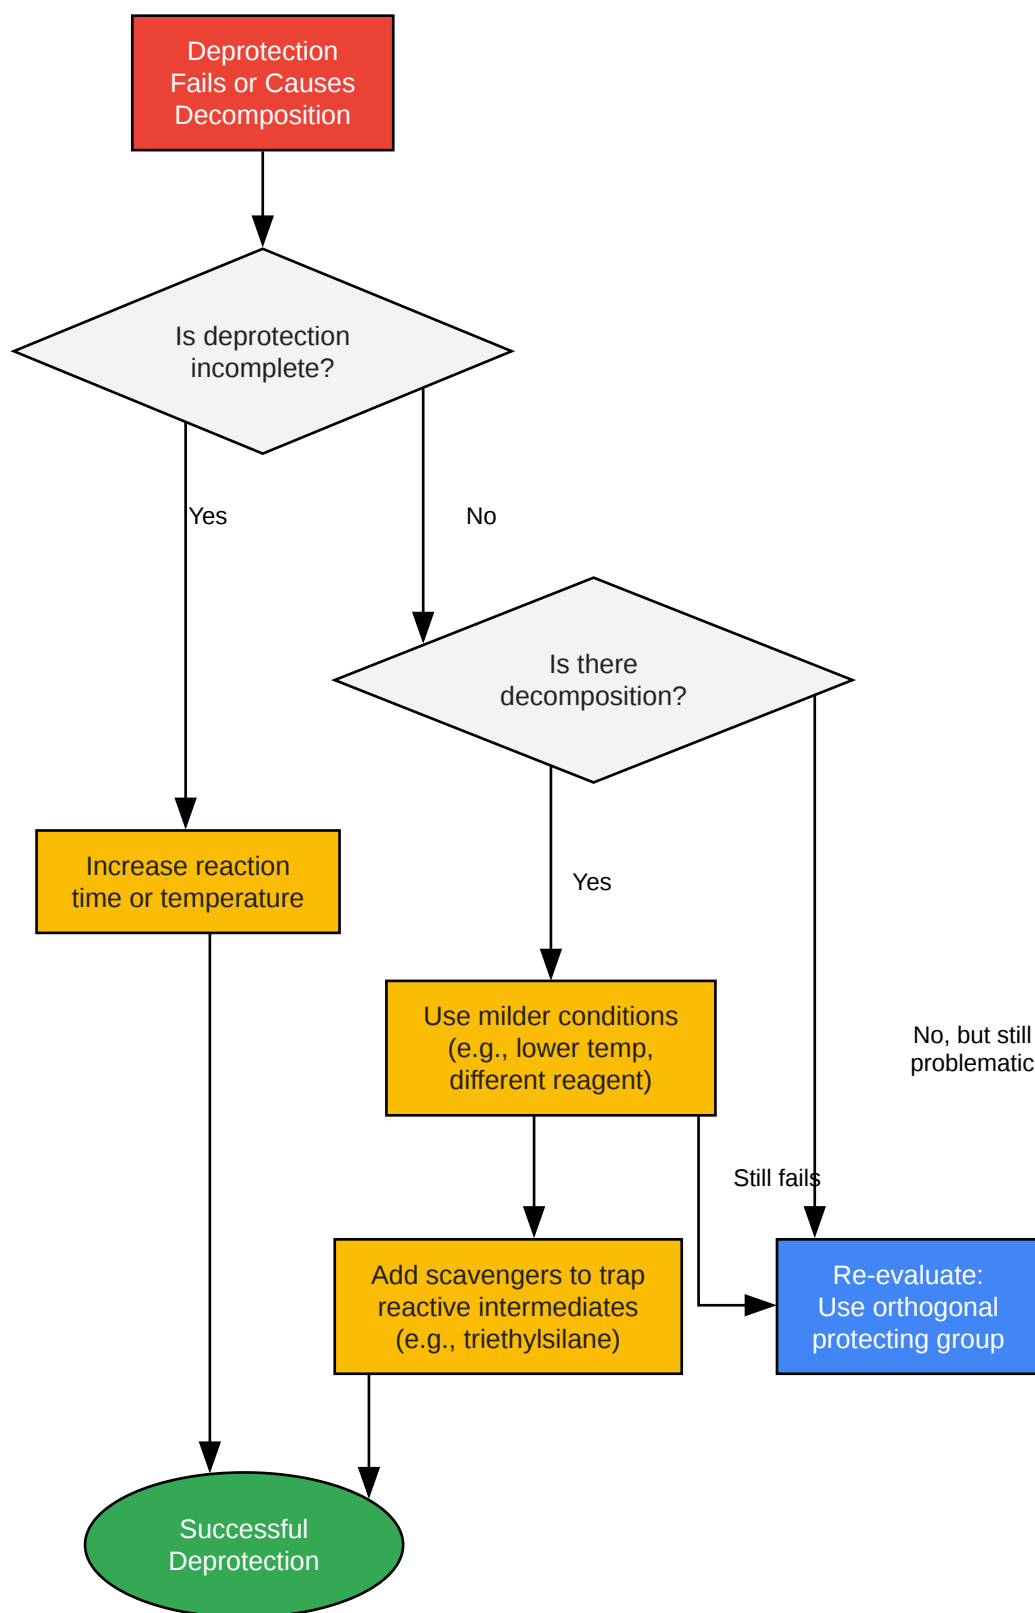 Deprotection
Fails or Causes
Decomposition
Is deprotection
incomplete?
Yes
No
Is there
decomposition?
Increase reaction
time or temperature
Yes
Use milder conditions
(e.g., lower temp,
different reagent)
No, but still
problematic
Still fails
Add scavengers to trap
reactive intermediates
(e.g., triethylsilane)
Re-evaluate:
Use orthogonal
protecting group
Successful
Deprotection